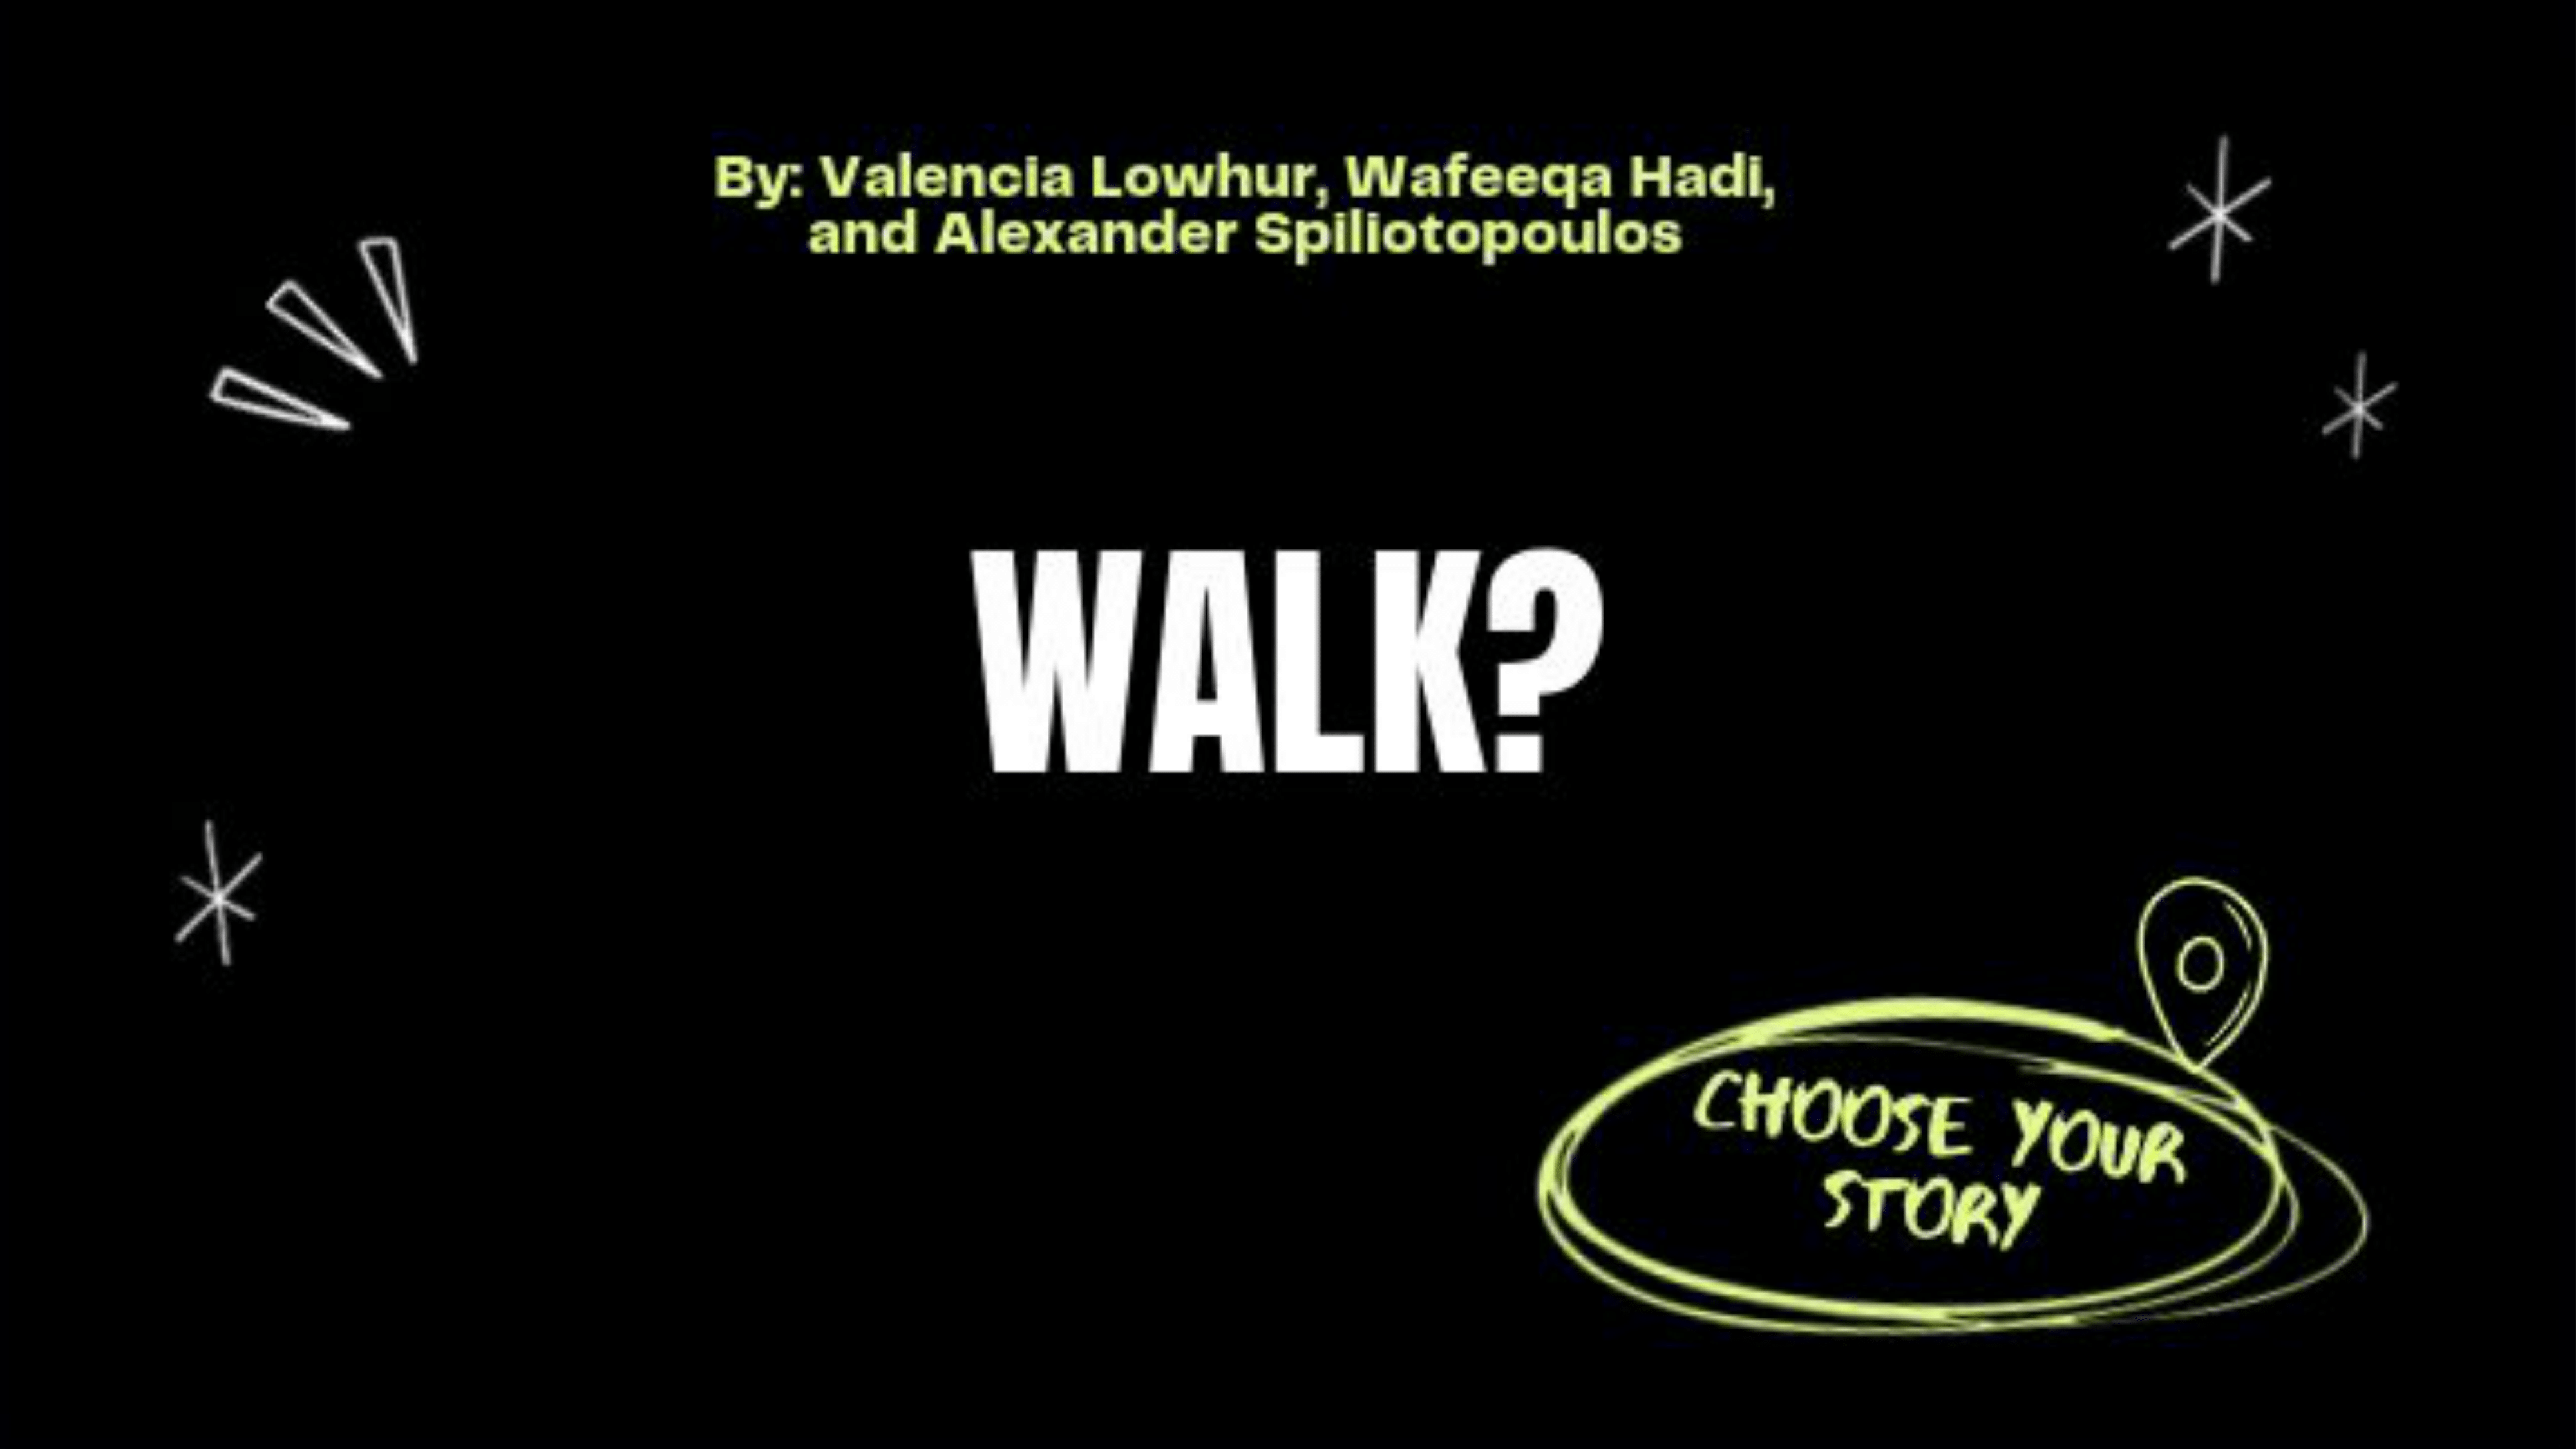 By: Valencia Lowhur, Wafeeqa Hadi,
and Alexander Spiliotopoulos
WALK?
CHOOSE YOUR
STORY